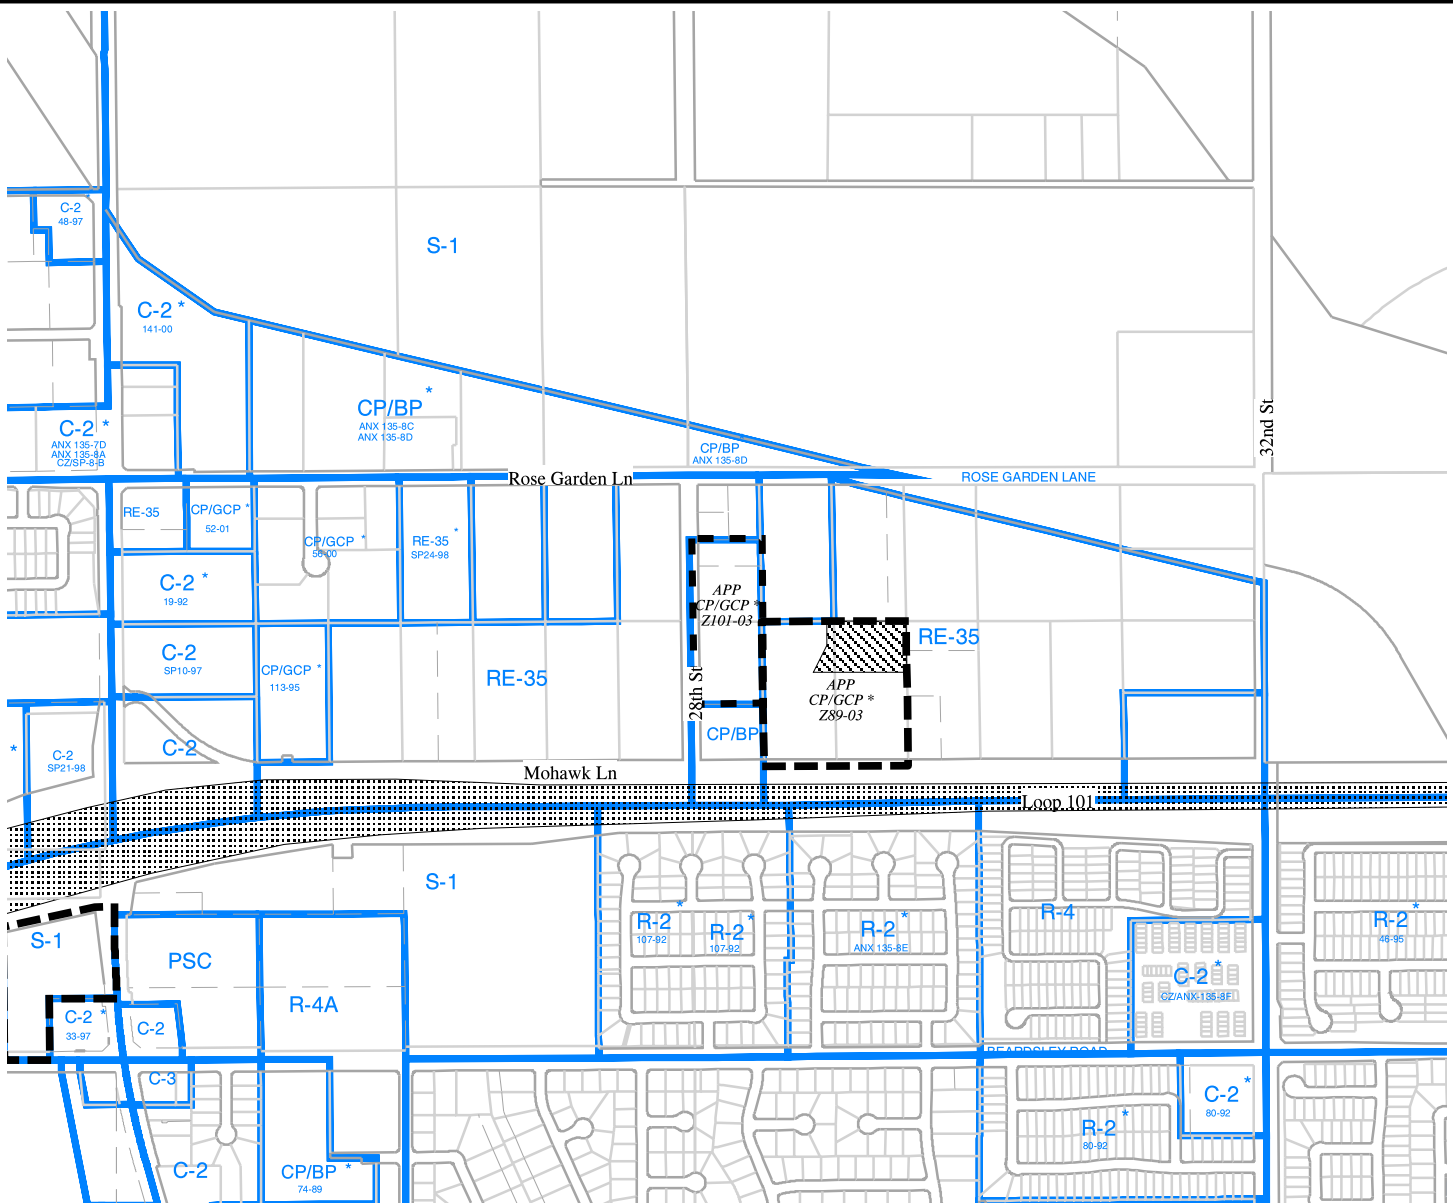 C-2
48-97
S-1
C-2 *
141-00
CP/BP *
ANX 135-8C
ANX 135-8D
C-2 *
ANX 135-7D
ANX 135-8A
CZ/SP-8-B
CP/BP
ANX 135-8D
32nd St
Rose Garden Ln
ROSE GARDEN LANE
RE-35
CP/GCP *
52-01
CP/GCP *
56-00
RE-35 *
SP24-98
C-2 *
19-92
APP
CP/GCP *
Z101-03
RE-35
C-2
SP10-97
CP/GCP *
113-95
RE-35
28th St
APP
CP/GCP *
Z89-03
CP/BP
*
C-2
SP21-98
C-2
Mohawk Ln
Loop 101
S-1
R-2 *
107-92
R-2 *
107-92
R-2 *
ANX 135-8E
R-4
R-2 *
46-95
S-1
PSC
C-2 *
CZ/ANX-135-8F
R-4A
C-2 *
33-97
C-2
BEARDSLEY ROAD
C-3
C-2 *
80-92
R-2 *
80-92
C-2
CP/BP *
74-89